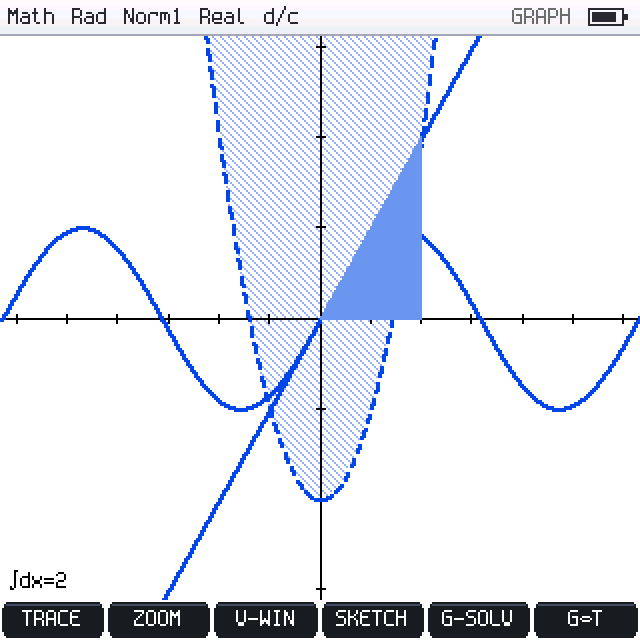 Math Rad Norm1 Real d/c GRAPH
∫dx=2
TRACE ZOOM V-WIN SKETCH G-SOLV G⇆T